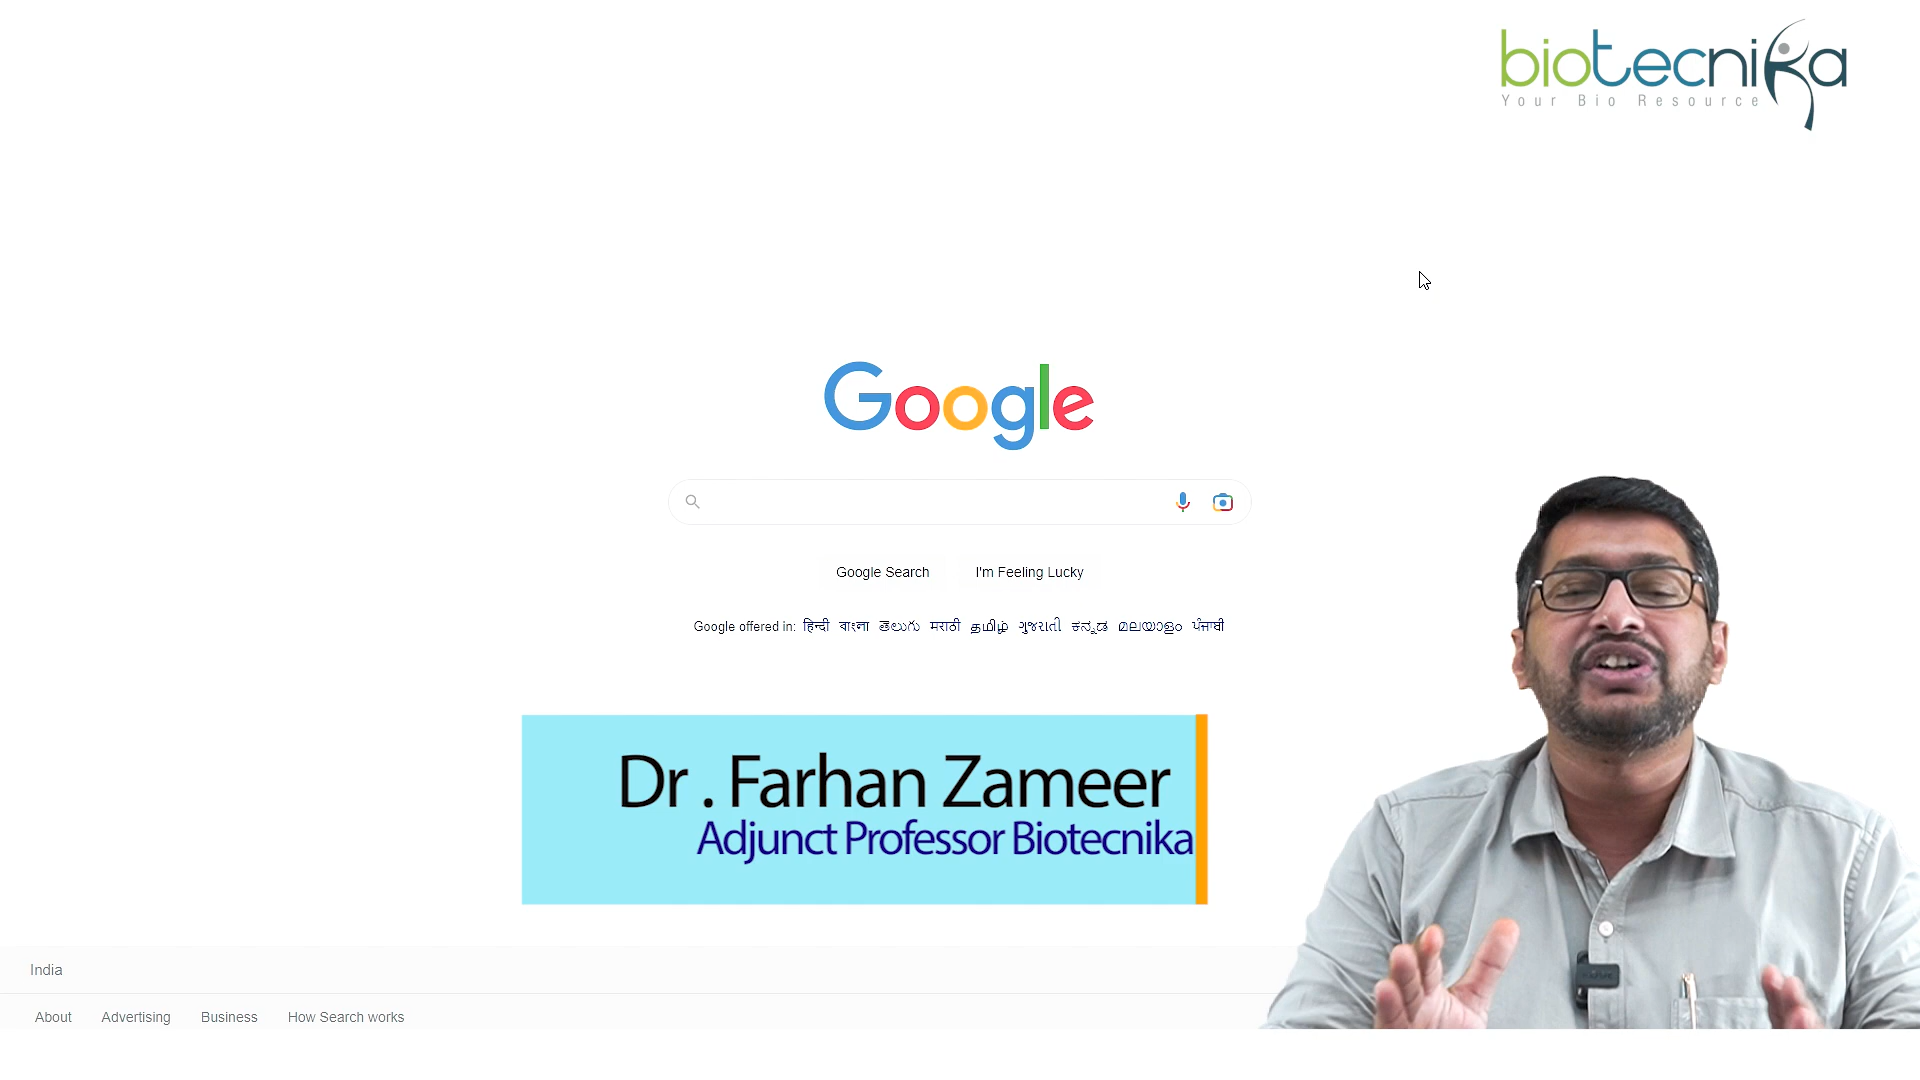 biotecnika
Your Bio Resource
Google
Google Search
I'm Feeling Lucky
Google offered in: हिन्दी বাংলা తెలుగు मराठी தமிழ் ગુજરાતી ಕನ್ನಡ മലയാളം ਪੰਜਾਬੀ
Dr . Farhan Zameer
Adjunct Professor Biotecnika
India
About Advertising Business How Search works